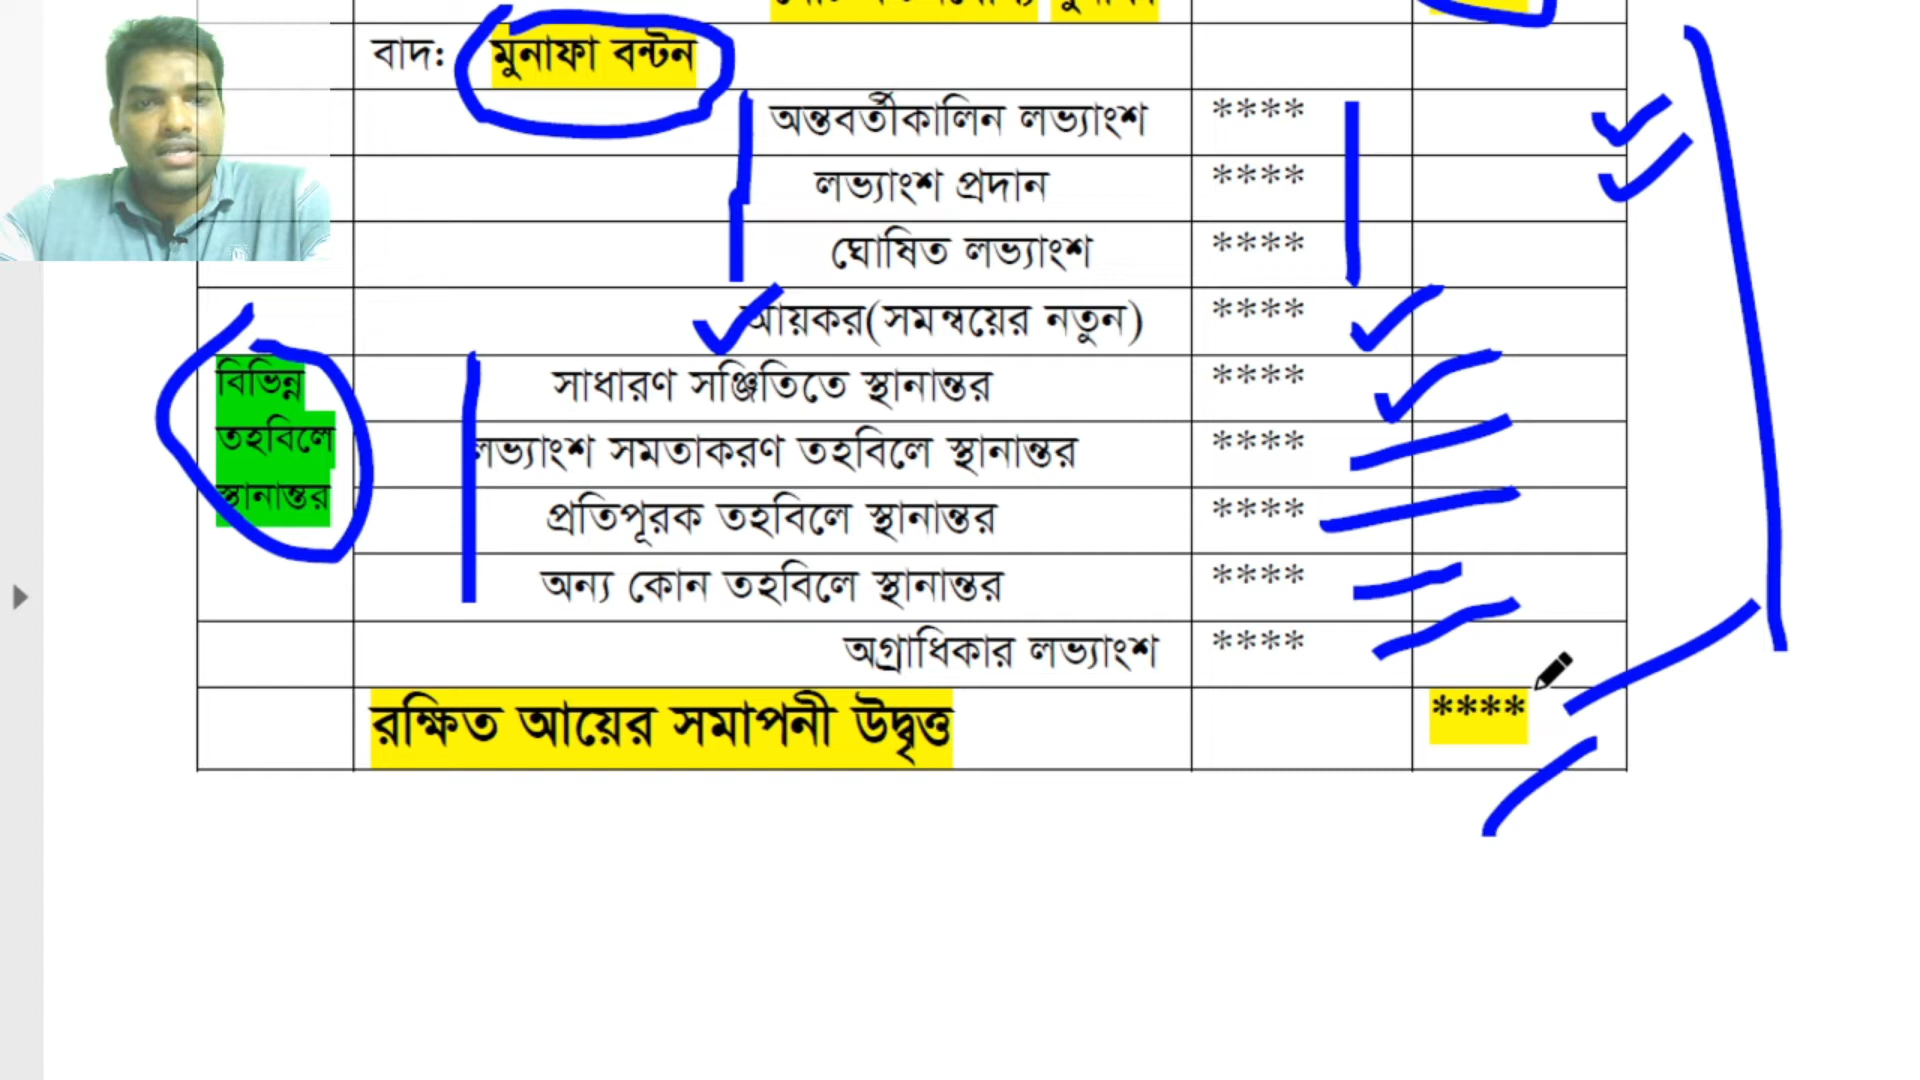 বাদঃ মুনাফা বন্টন
অন্তবর্তীকালিন লভ্যাংশ ****
লভ্যাংশ প্রদান ****
ঘোষিত লভ্যাংশ ****
আয়কর(সমন্বয়ের নতুন) ****
বিভিন্ন তহবিলে স্থানান্তর
সাধারণ সঞ্জিতিতে স্থানান্তর ****
লভ্যাংশ সমতাকরণ তহবিলে স্থানান্তর ****
প্রতিপূরক তহবিলে স্থানান্তর ****
অন্য কোন তহবিলে স্থানান্তর ****
অগ্রাধিকার লভ্যাংশ ****
রক্ষিত আয়ের সমাপনী উদ্বৃত্ত ****